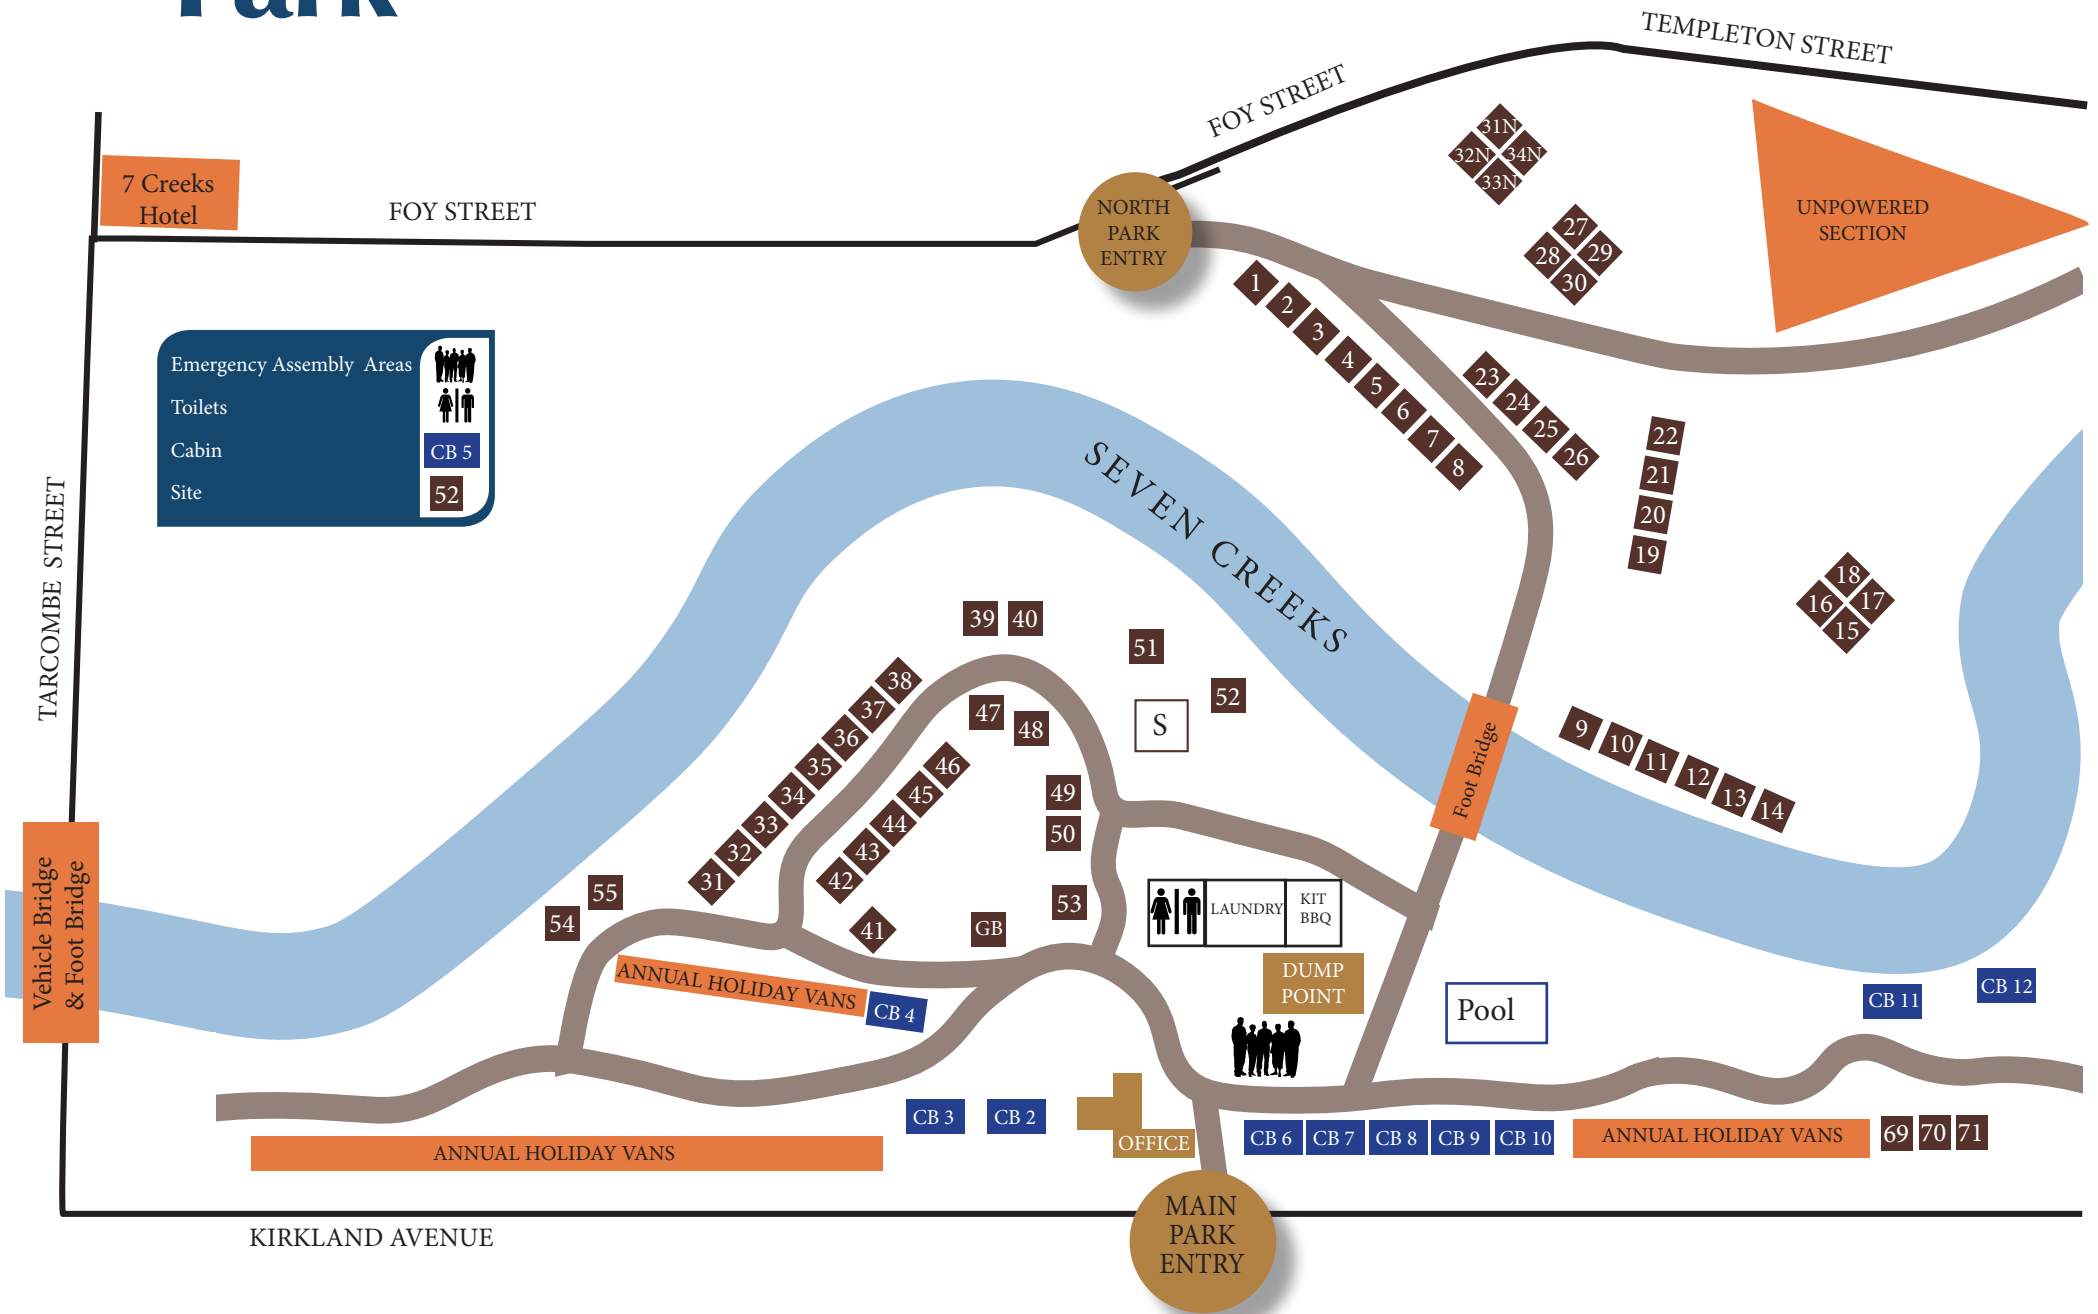 Park
TEMPLETON STREET
FOY STREET
31N
32N
34N
33N
7 Creeks
Hotel
FOY STREET
NORTH
PARK
ENTRY
27
28
29
30
UNPOWERED
SECTION
1
2
3
4
5
6
7
8
23
24
25
26
22
21
20
19
Emergency Assembly Areas
Toilets
Cabin
CB 5
Site
52
TARCOMBE STREET
SEVEN CREEKS
18
16
17
15
39
40
51
52
S
38
37
36
35
34
33
32
31
47
48
46
45
44
43
42
41
49
50
53
GB
55
54
Foot Bridge
9
10
11
12
13
14
LAUNDRY
KIT
BBQ
DUMP
POINT
Pool
CB 11
CB 12
Vehicle Bridge
& Foot Bridge
ANNUAL HOLIDAY VANS
CB 4
CB 3
CB 2
OFFICE
CB 6
CB 7
CB 8
CB 9
CB 10
ANNUAL HOLIDAY VANS
69
70
71
ANNUAL HOLIDAY VANS
MAIN
PARK
ENTRY
KIRKLAND AVENUE